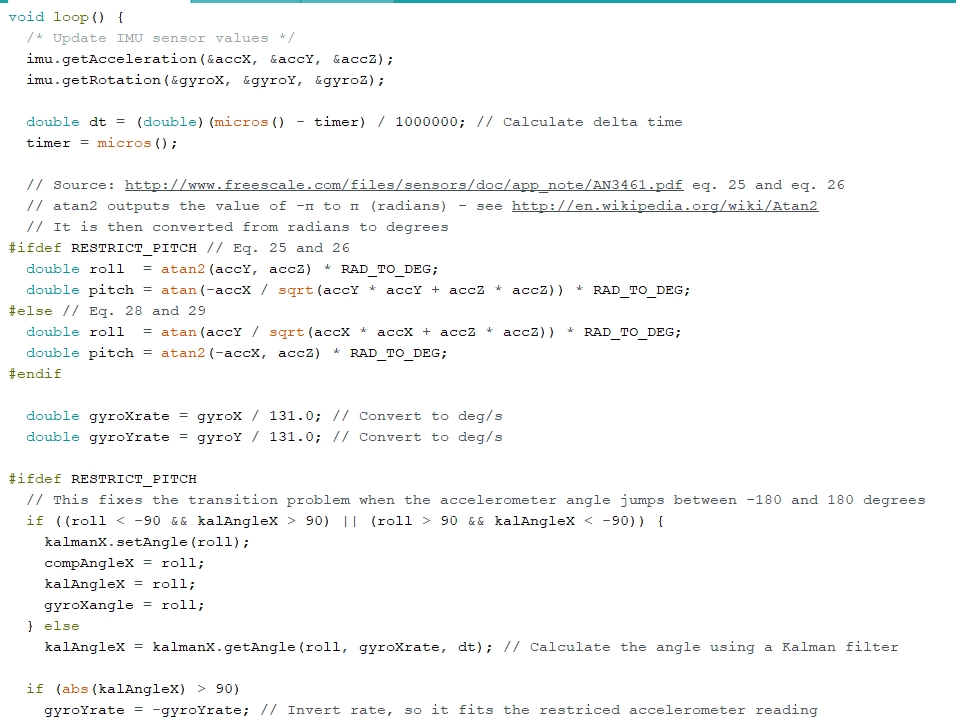 void loop() {
  /* Update IMU sensor values */
  imu.getAcceleration(&accX, &accY, &accZ);
  imu.getRotation(&gyroX, &gyroY, &gyroZ);

  double dt = (double)(micros() - timer) / 1000000; // Calculate delta time
  timer = micros();

  // Source: http://www.freescale.com/files/sensors/doc/app_note/AN3461.pdf eq. 25 and eq. 26
  // atan2 outputs the value of -π to π (radians) - see http://en.wikipedia.org/wiki/Atan2
  // It is then converted from radians to degrees
#ifdef RESTRICT_PITCH // Eq. 25 and 26
  double roll  = atan2(accY, accZ) * RAD_TO_DEG;
  double pitch = atan(-accX / sqrt(accY * accY + accZ * accZ)) * RAD_TO_DEG;
#else // Eq. 28 and 29
  double roll  = atan(accY / sqrt(accX * accX + accZ * accZ)) * RAD_TO_DEG;
  double pitch = atan2(-accX, accZ) * RAD_TO_DEG;
#endif

  double gyroXrate = gyroX / 131.0; // Convert to deg/s
  double gyroYrate = gyroY / 131.0; // Convert to deg/s

#ifdef RESTRICT_PITCH
  // This fixes the transition problem when the accelerometer angle jumps between -180 and 180 degrees
  if ((roll < -90 && kalAngleX > 90) || (roll > 90 && kalAngleX < -90)) {
    kalmanX.setAngle(roll);
    compAngleX = roll;
    kalAngleX = roll;
    gyroXangle = roll;
  } else
    kalAngleX = kalmanX.getAngle(roll, gyroXrate, dt); // Calculate the angle using a Kalman filter

  if (abs(kalAngleX) > 90)
    gyroYrate = -gyroYrate; // Invert rate, so it fits the restriced accelerometer reading